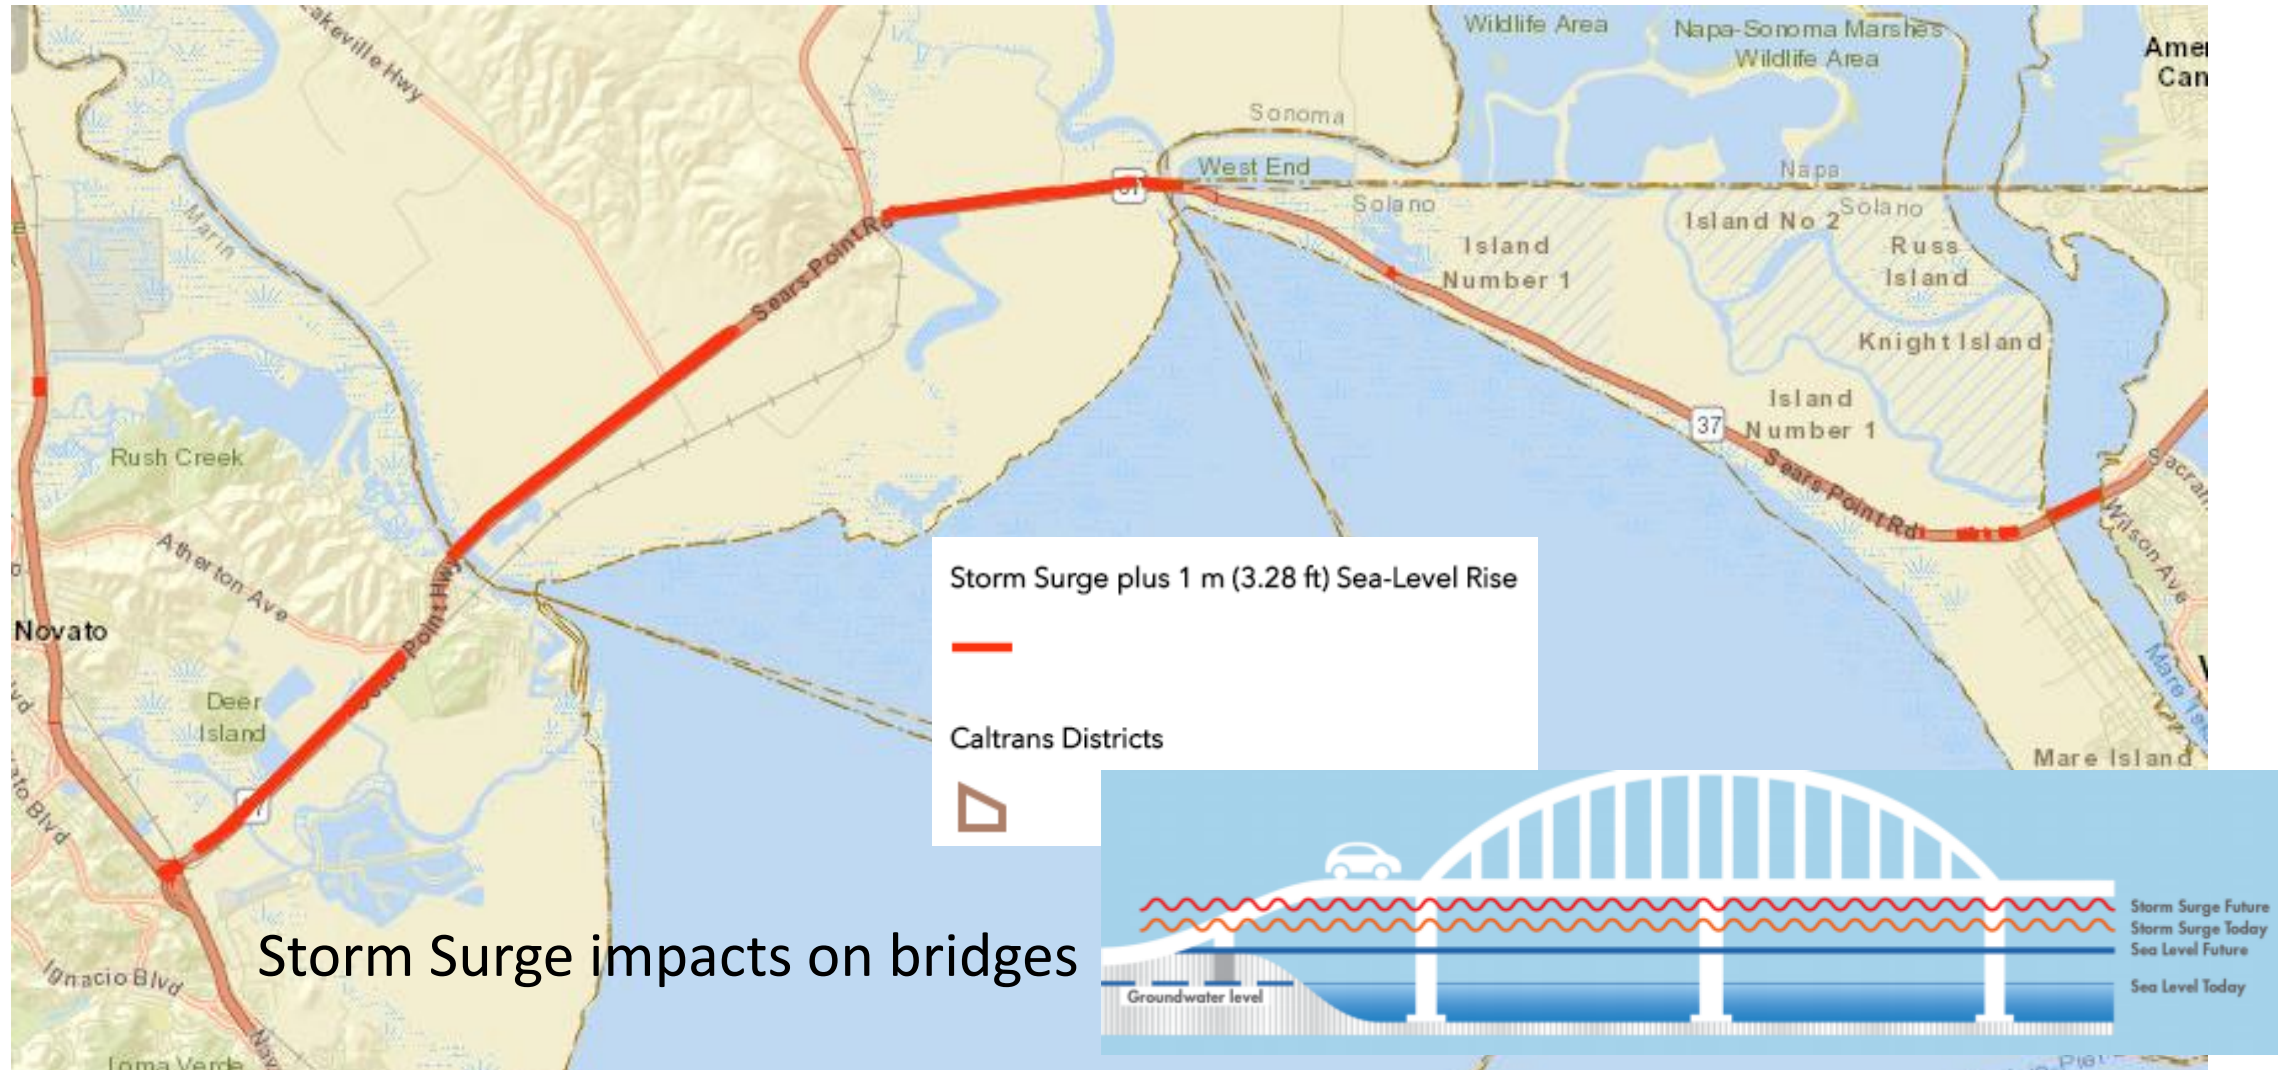 Lakeville Hwy
Wildlife Area
Napa-Sonoma Marshes
Wildlife Area
Sonoma
West End
Napa
Solano
Solano
Marin
Sears Point Rd
Island
Number 1
Island No 2
Russ
Island
Knight Island
37
Island
Number 1
Sears Point Rd
Wilson Ave
Rush Creek
Atherton Ave
Novato
Point Hwy
Deer
Island
Mare Island
Storm Surge plus 1 m (3.28 ft) Sea-Level Rise
Caltrans Districts
Storm Surge impacts on bridges
Storm Surge Future
Storm Surge Today
Sea Level Future
Sea Level Today
Groundwater level
Ignacio Blvd
Loma Verde